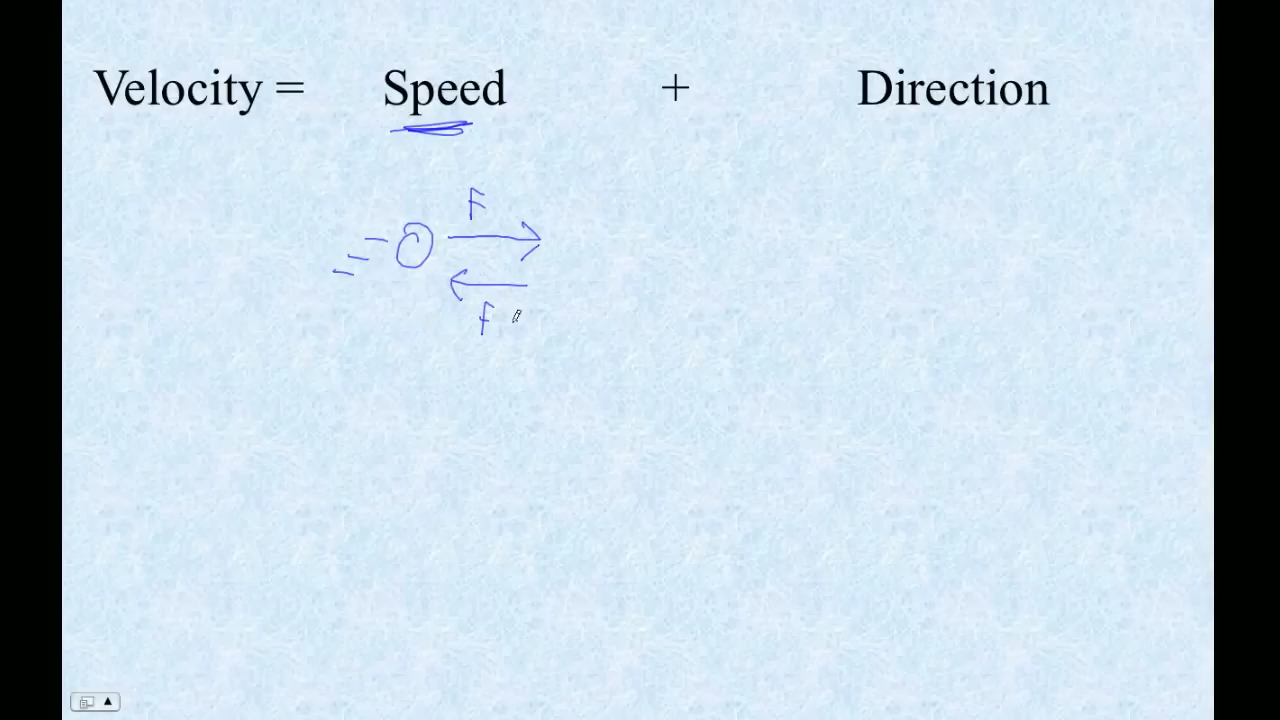 Velocity = Speed + Direction
F
F